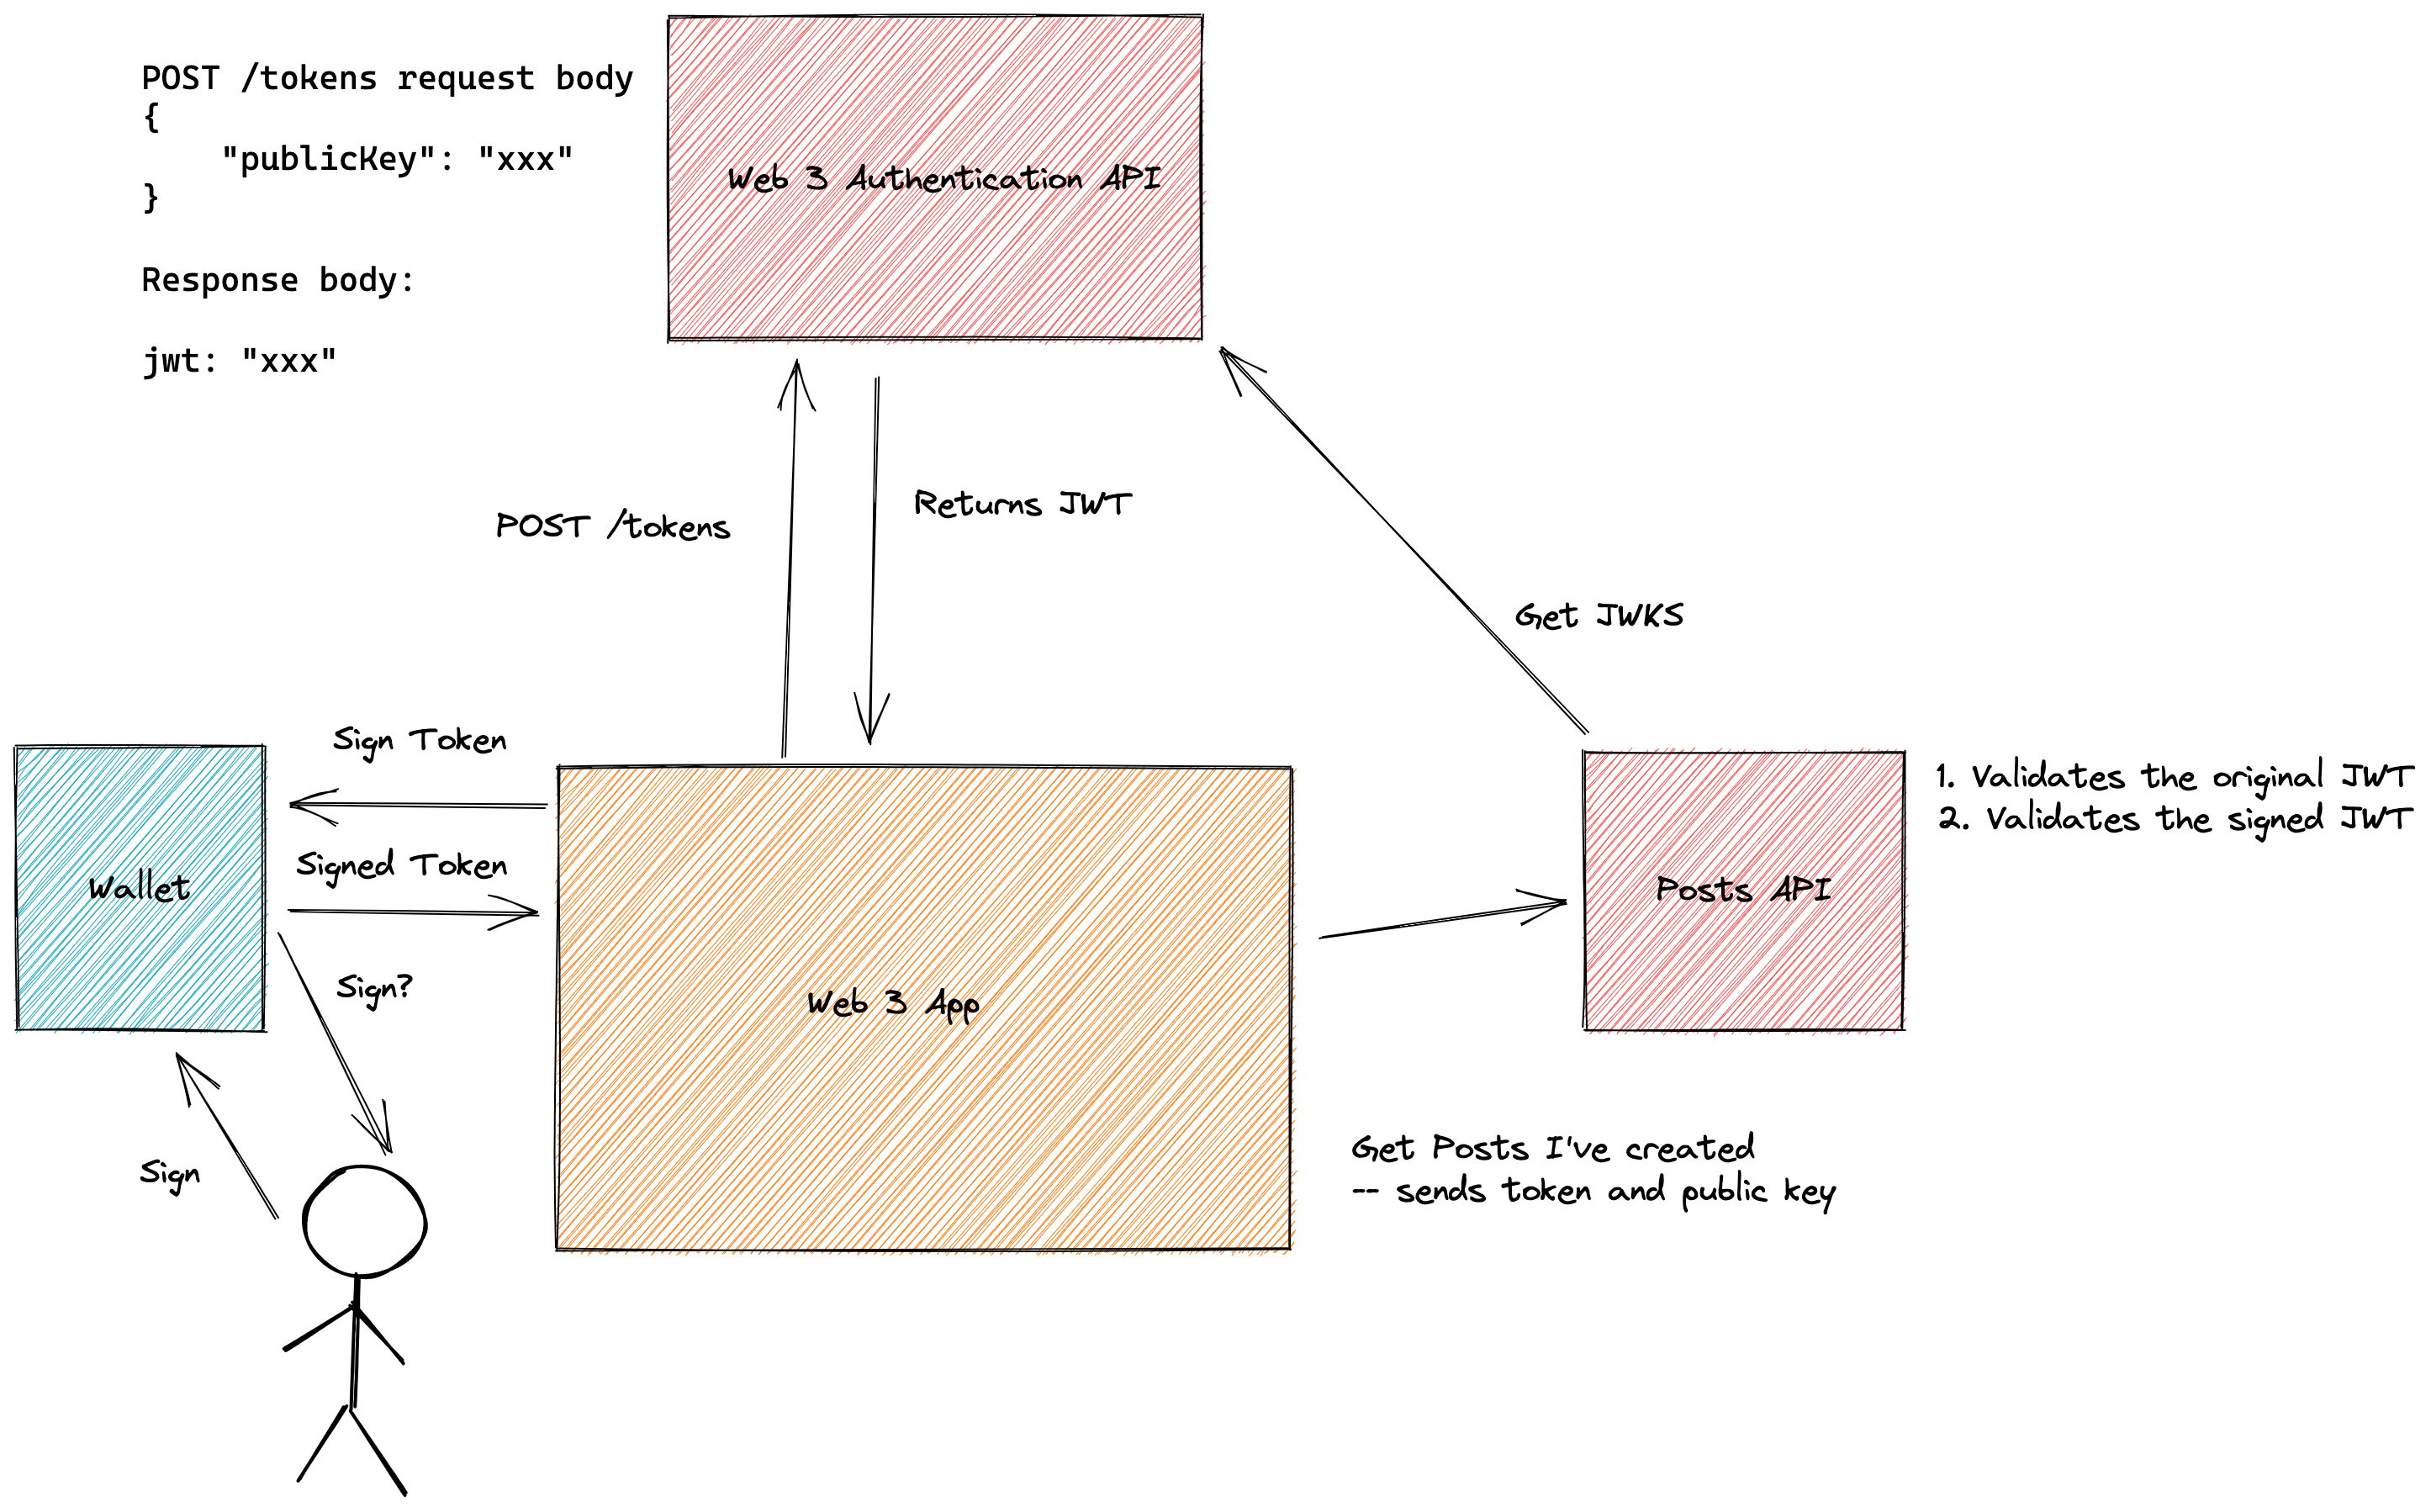 POST /tokens request body
{
    "publicKey": "xxx"
}
Response body:
jwt: "xxx"
Web 3 Authentication API
POST /tokens
Returns JWT
Get JWKS
Sign Token
Signed Token
Wallet
Sign?
Sign
Web 3 App
Posts API
1. Validates the original JWT
2. Validates the signed JWT
Get Posts I've created
-- sends token and public key